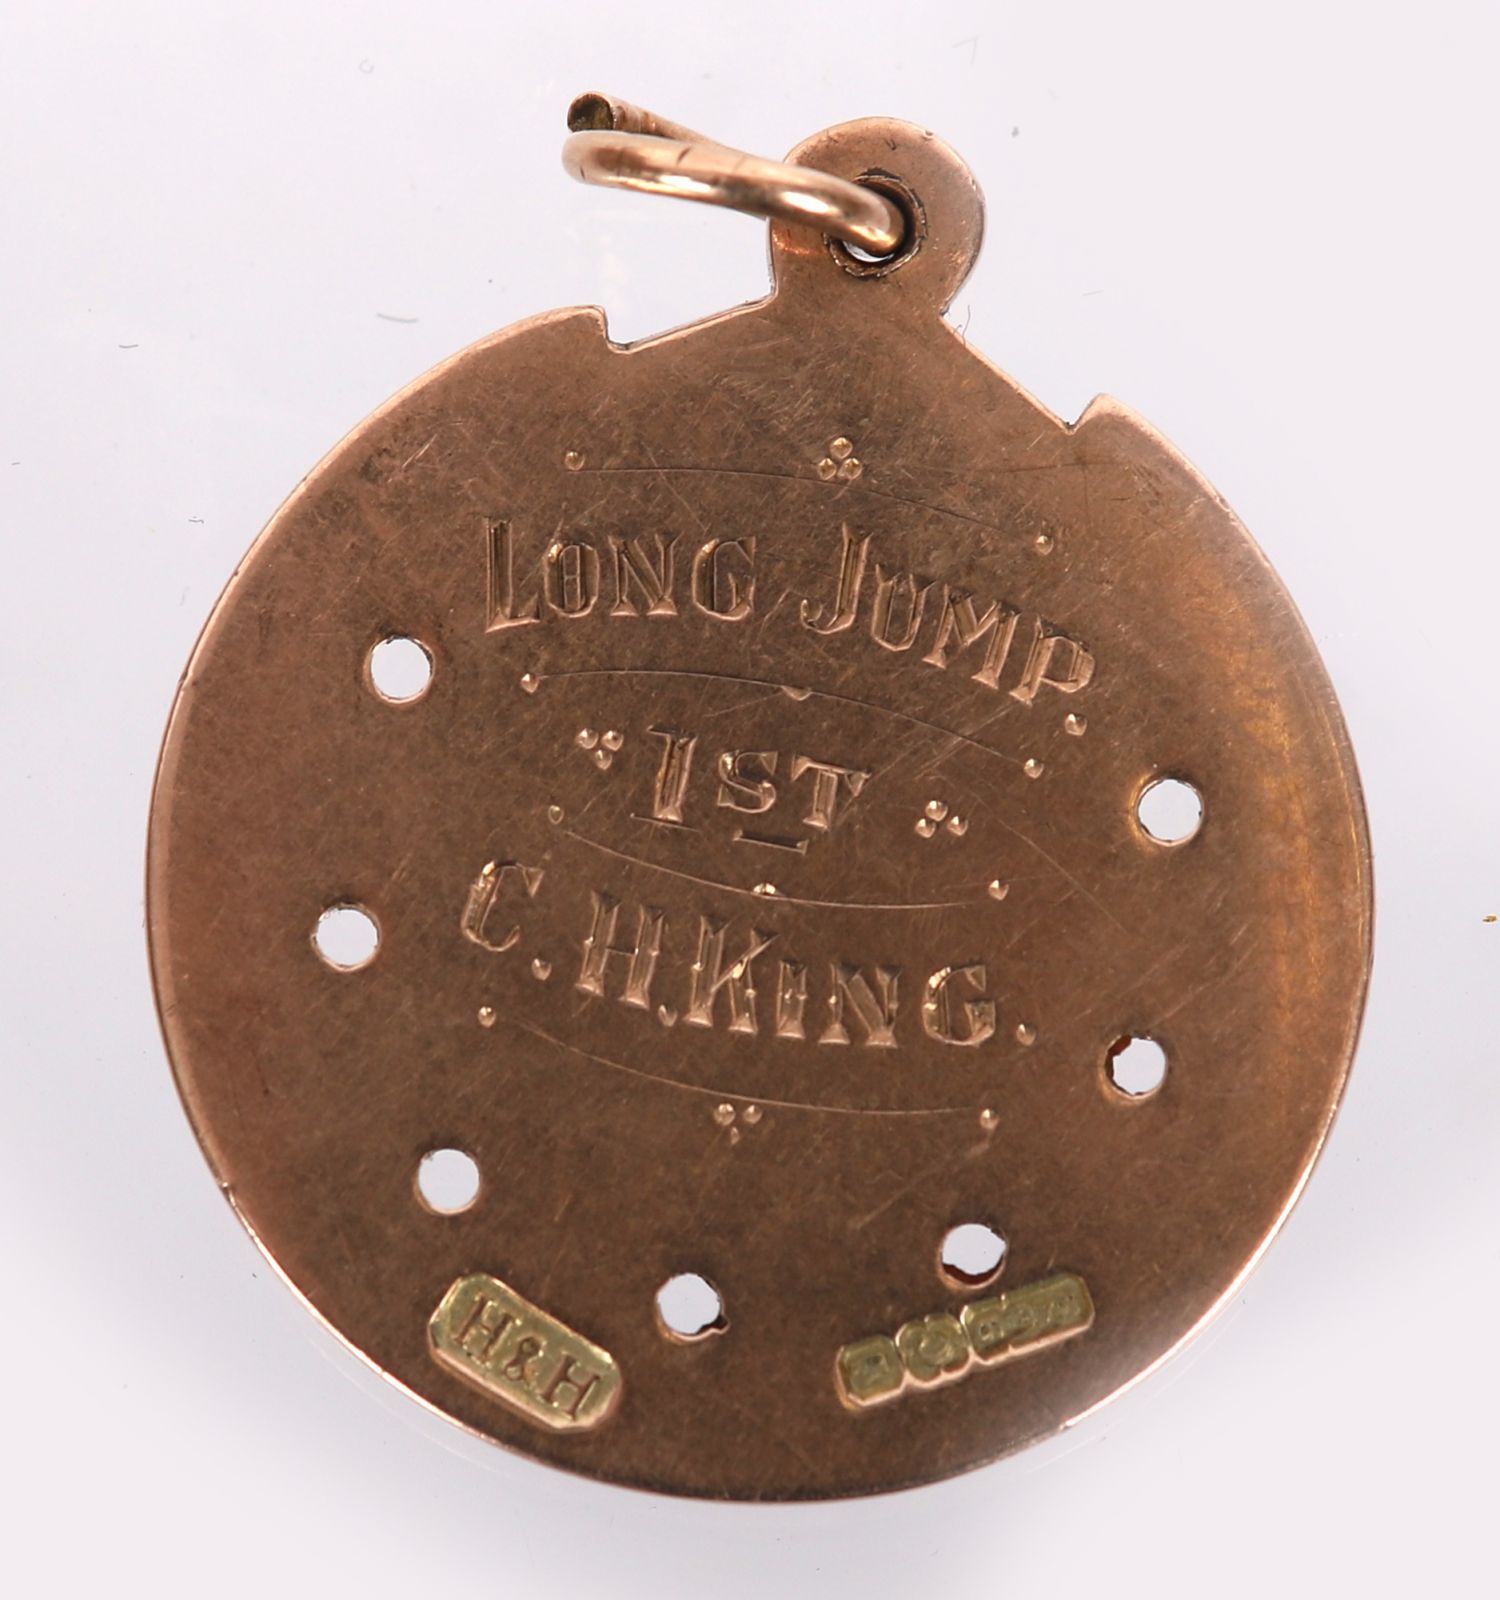 LONG JUMP.
1ST
C. H. KING.
H&H